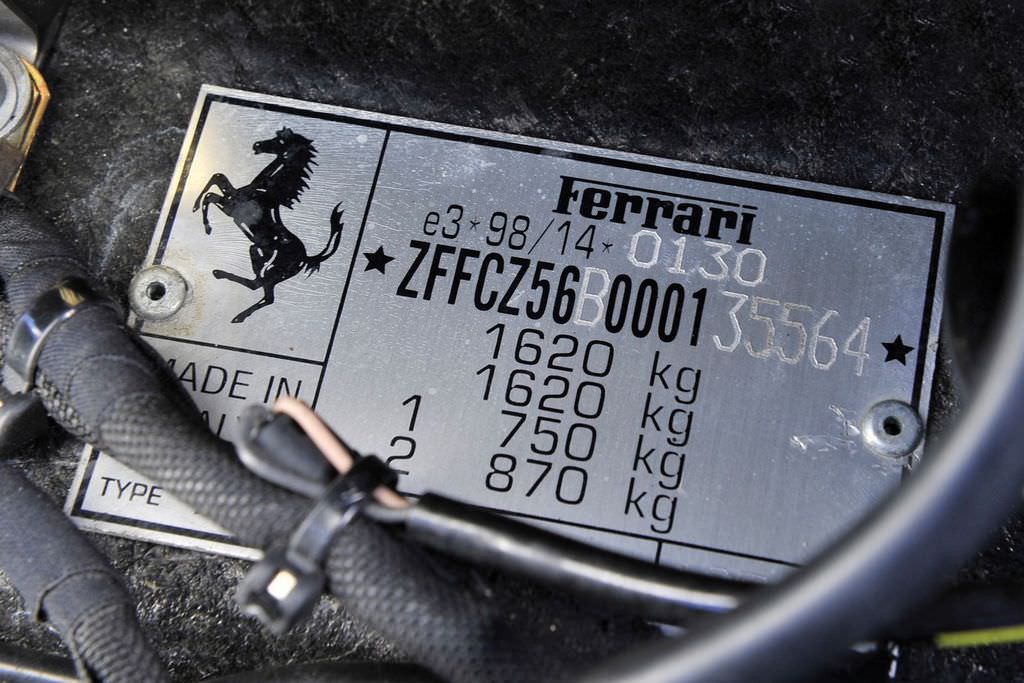 Ferrari
e3*98/14*0130
★ZFFCZ56B000135564★
1620 kg
1620 kg
1 750 kg
2 870 kg
MADE IN
TYPE